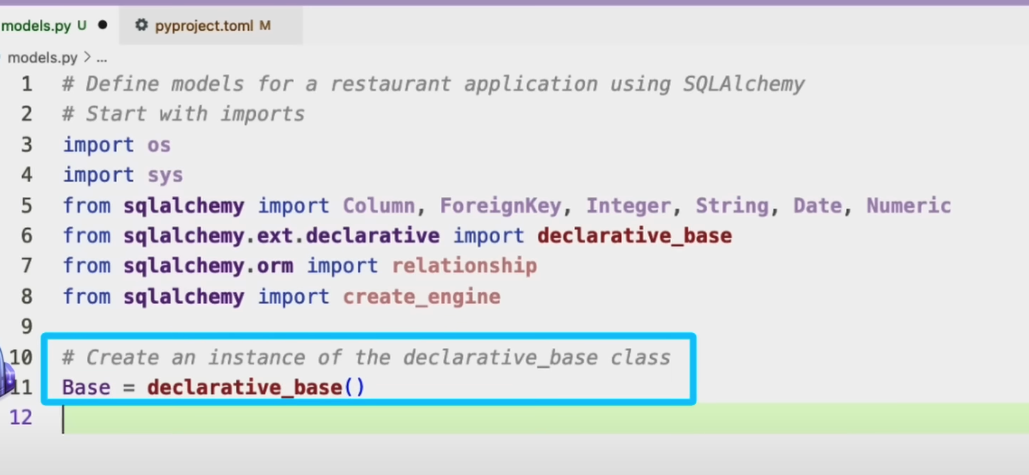 models.py U ● pyproject.toml M
models.py > ...
1 # Define models for a restaurant application using SQLAlchemy
2 # Start with imports
3 import os
4 import sys
5 from sqlalchemy import Column, ForeignKey, Integer, String, Date, Numeric
6 from sqlalchemy.ext.declarative import declarative_base
7 from sqlalchemy.orm import relationship
8 from sqlalchemy import create_engine
9
10 # Create an instance of the declarative_base class
11 Base = declarative_base()
12